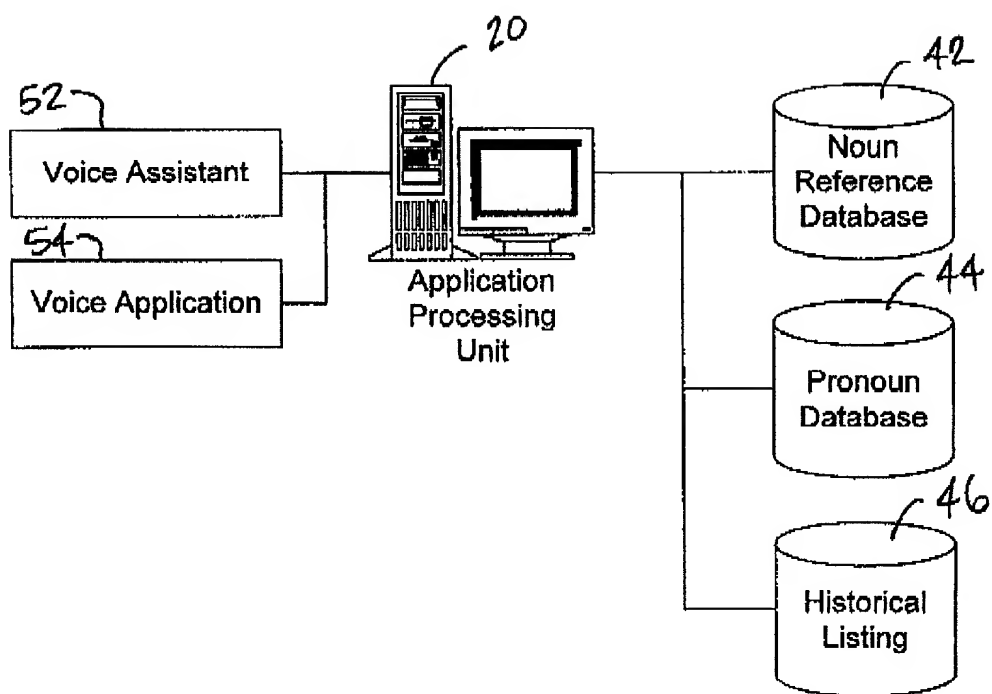 20
42
52
Voice Assistant
Noun
Reference
Database
54
Voice Application
Application
Processing
Unit
44
Pronoun
Database
46
Historical
Listing